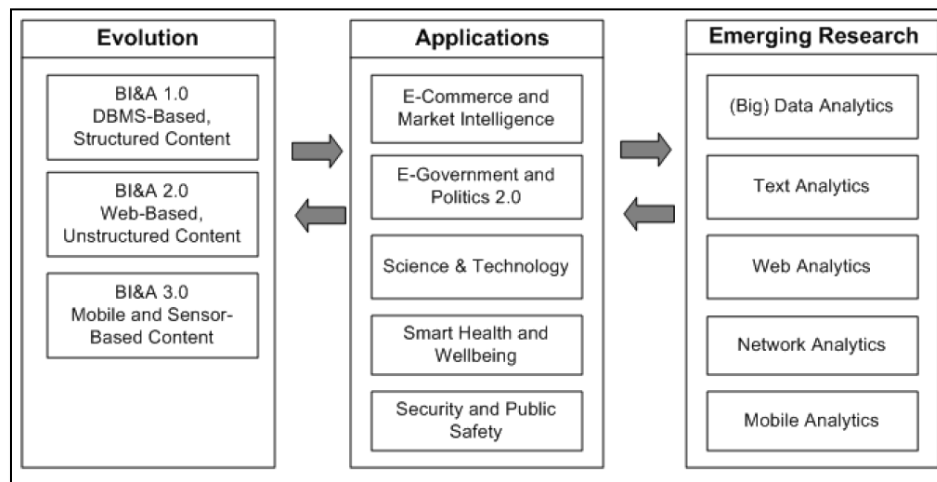 Evolution
BI&A 1.0
DBMS-Based,
Structured Content
BI&A 2.0
Web-Based,
Unstructured Content
BI&A 3.0
Mobile and Sensor-
Based Content
Applications
E-Commerce and
Market Intelligence
E-Government and
Politics 2.0
Science & Technology
Smart Health and
Wellbeing
Security and Public
Safety
Emerging Research
(Big) Data Analytics
Text Analytics
Web Analytics
Network Analytics
Mobile Analytics